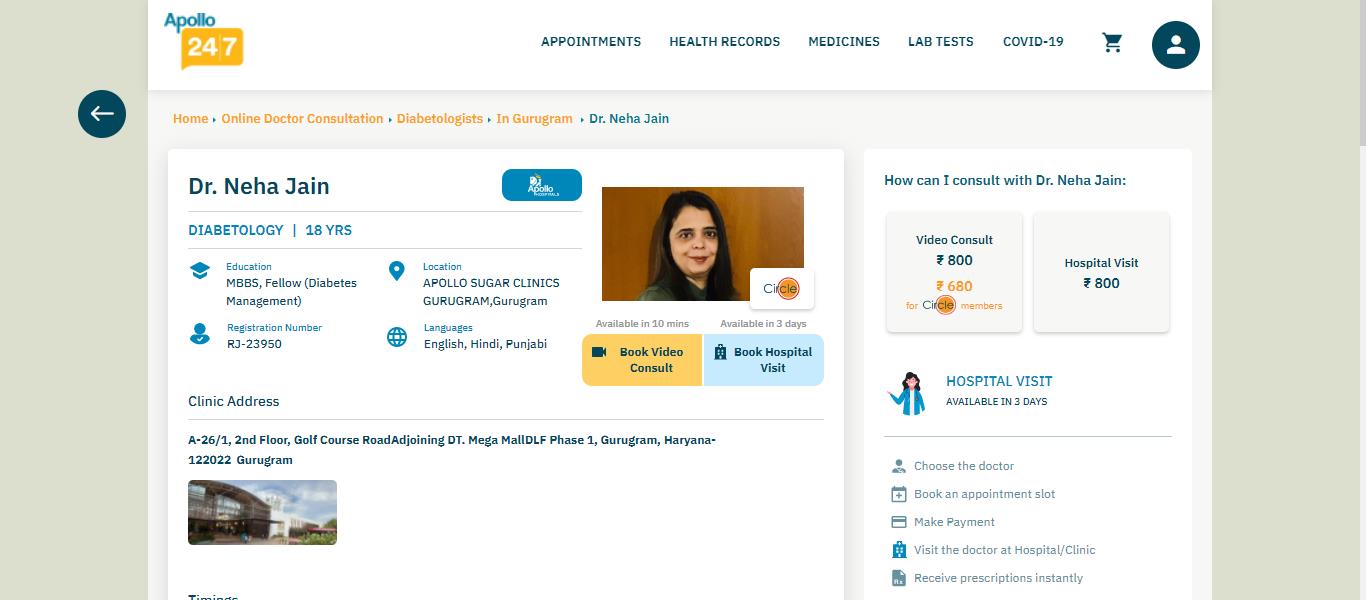 Apollo
24|7
APPOINTMENTS
HEALTH RECORDS
MEDICINES
LAB TESTS
COVID-19
Home
Online Doctor Consultation
Diabetologists
In Gurugram
Dr. Neha Jain
Dr. Neha Jain
Apollo
HOSPITALS
DIABETOLOGY | 18 YRS
Education
MBBS, Fellow (Diabetes
Management)
Location
APOLLO SUGAR CLINICS
GURUGRAM,Gurugram
Registration Number
RJ-23950
Languages
English, Hindi, Punjabi
Circle
Available in 10 mins
Available in 3 days
Book Video
Consult
Book Hospital
Visit
Clinic Address
A-26/1, 2nd Floor, Golf Course RoadAdjoining DT. Mega MallDLF Phase 1, Gurugram, Haryana-
122022 Gurugram
Timings
How can I consult with Dr. Neha Jain:
Video Consult
₹ 800
₹ 680
for Circle members
Hospital Visit
₹ 800
HOSPITAL VISIT
AVAILABLE IN 3 DAYS
Choose the doctor
Book an appointment slot
Make Payment
Visit the doctor at Hospital/Clinic
Rx
Receive prescriptions instantly